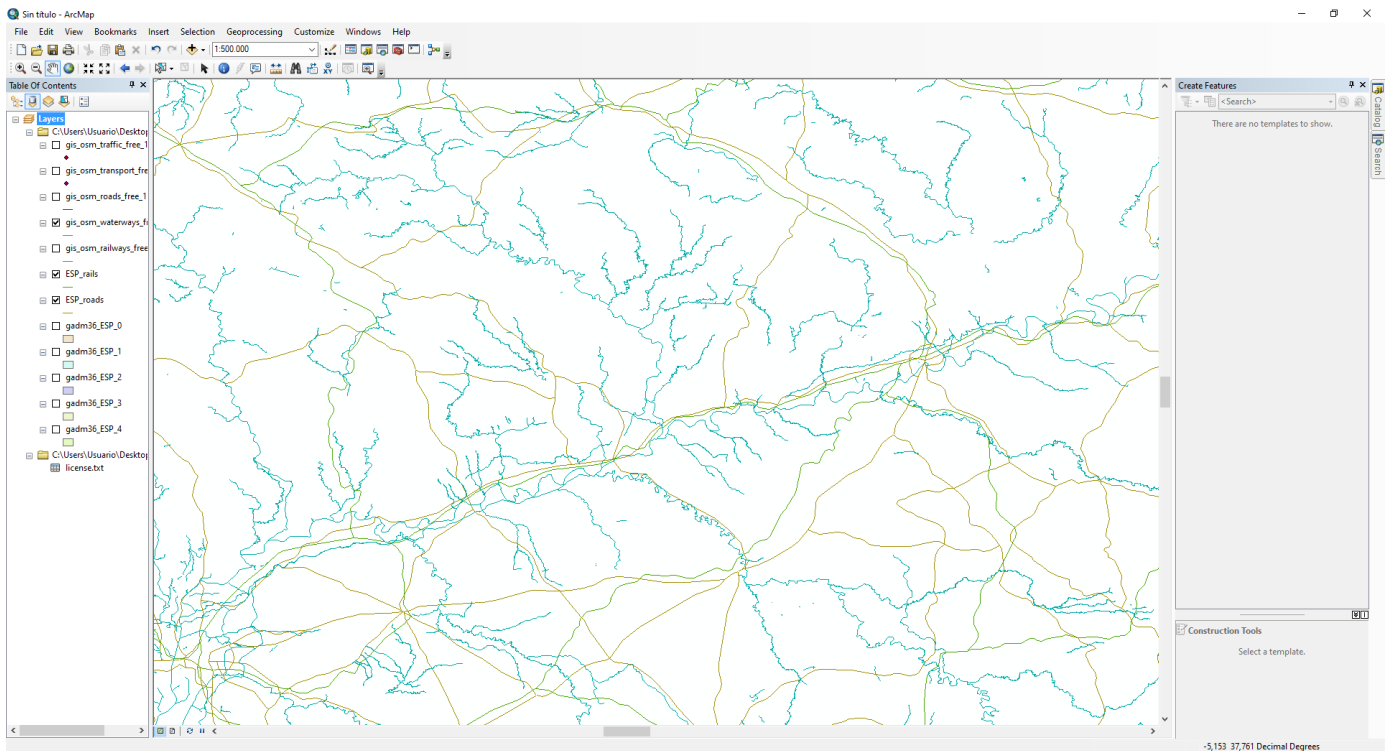 Sin título - ArcMap
File Edit View Bookmarks Insert Selection Geoprocessing Customize Windows Help
1:500.000
Table Of Contents
Layers
C:\Users\Usuario\Desktop
gis_osm_traffic_free_1
gis_osm_transport_fre
gis_osm_roads_free_1
gis_osm_waterways_f
gis_osm_railways_free
ESP_rails
ESP_roads
gadm36_ESP_0
gadm36_ESP_1
gadm36_ESP_2
gadm36_ESP_3
gadm36_ESP_4
C:\Users\Usuario\Desktop
license.txt
Create Features
<Search>
There are no templates to show.
Construction Tools
Select a template.
Catalog
Search
-5,153 37,761 Decimal Degrees